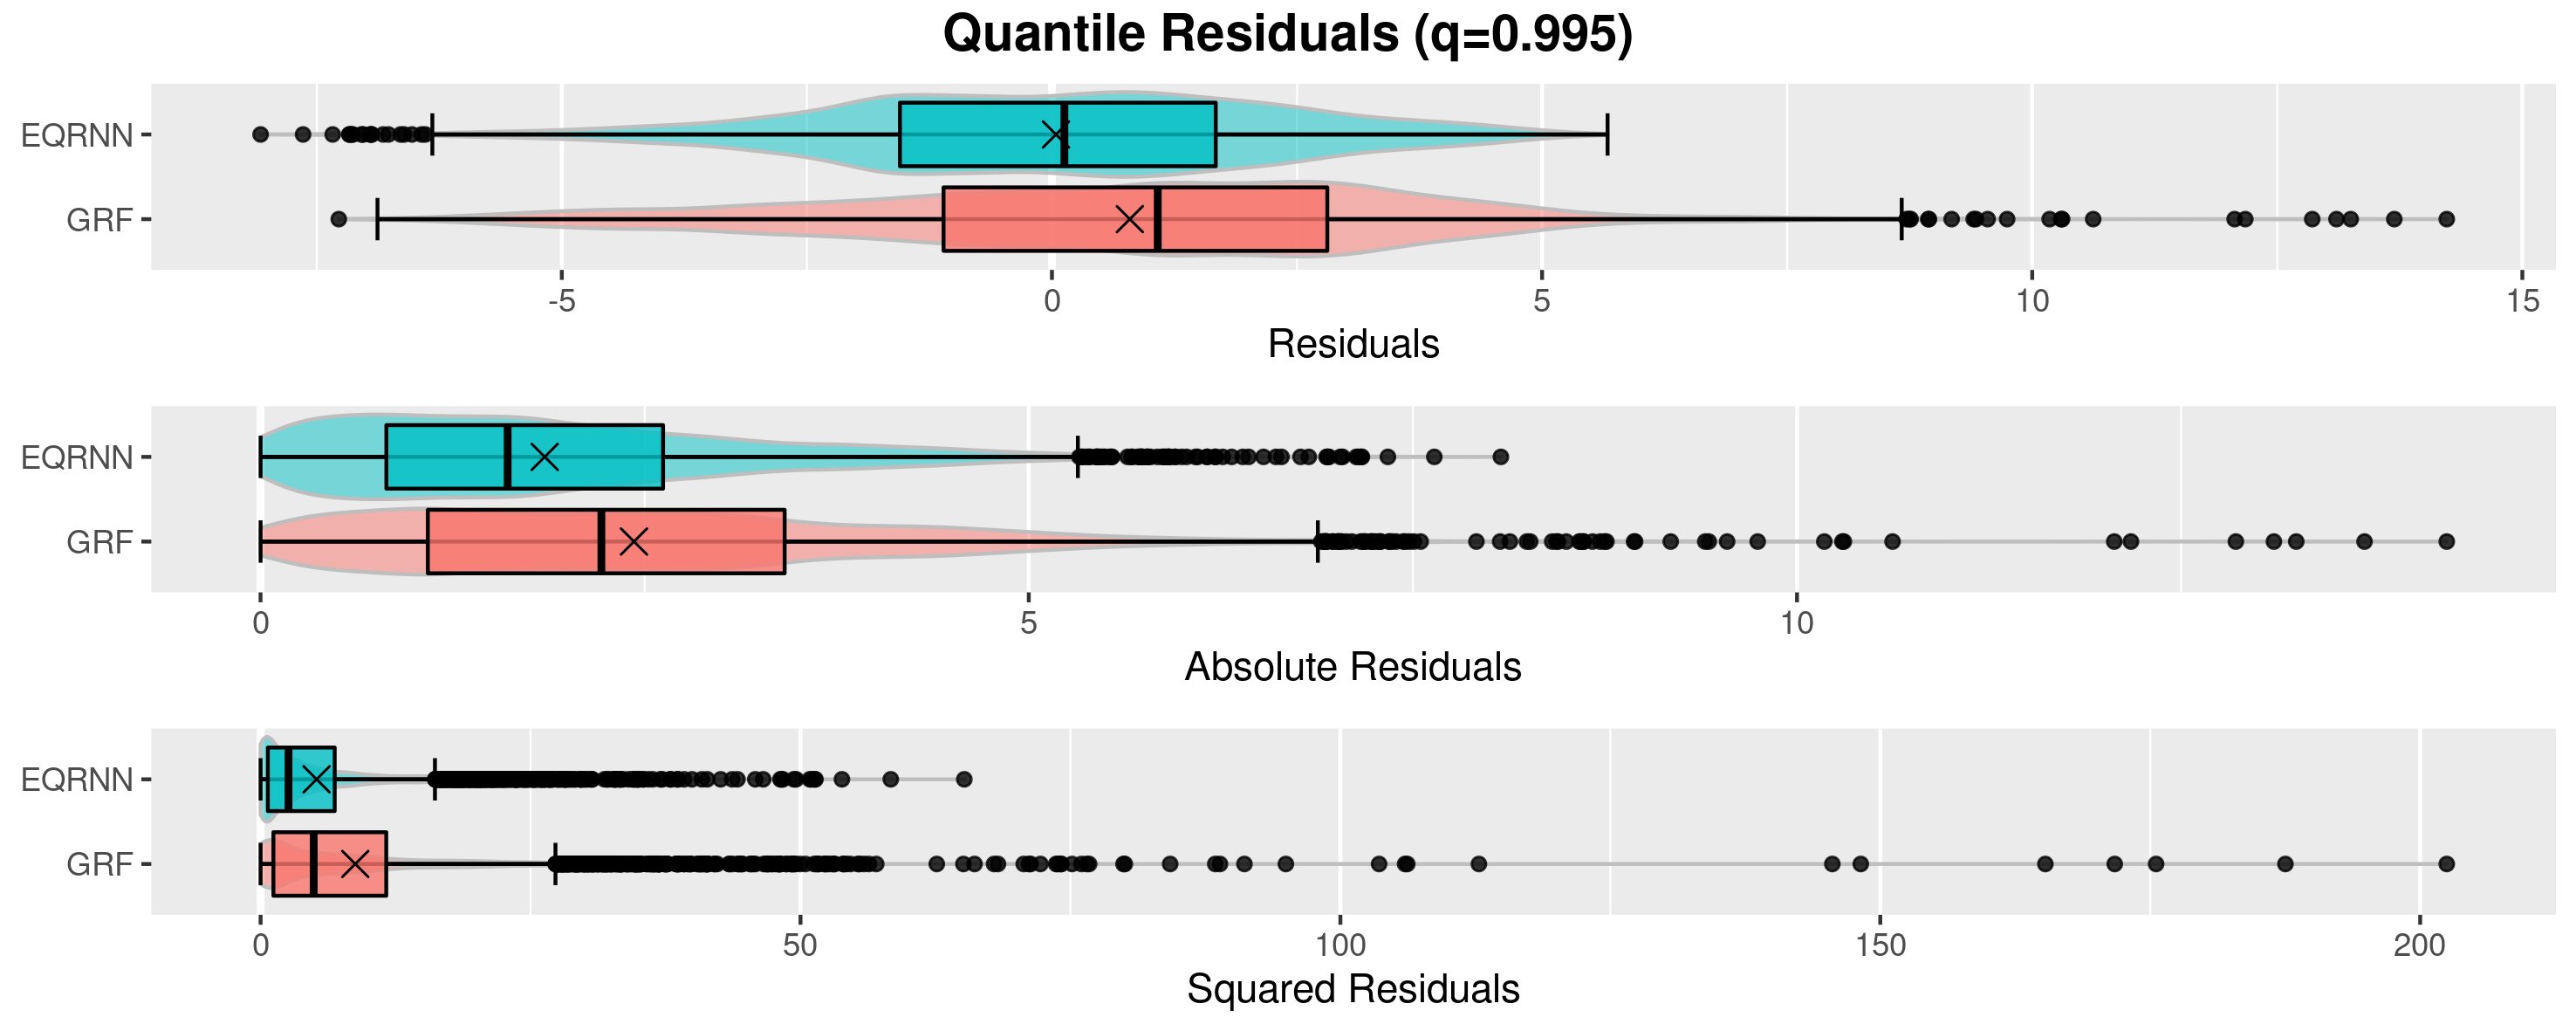 Quantile Residuals (q=0.995)
EQRNN
GRF
-5 0 5 10 15
Residuals
EQRNN
GRF
0 5 10
Absolute Residuals
EQRNN
GRF
0 50 100 150 200
Squared Residuals